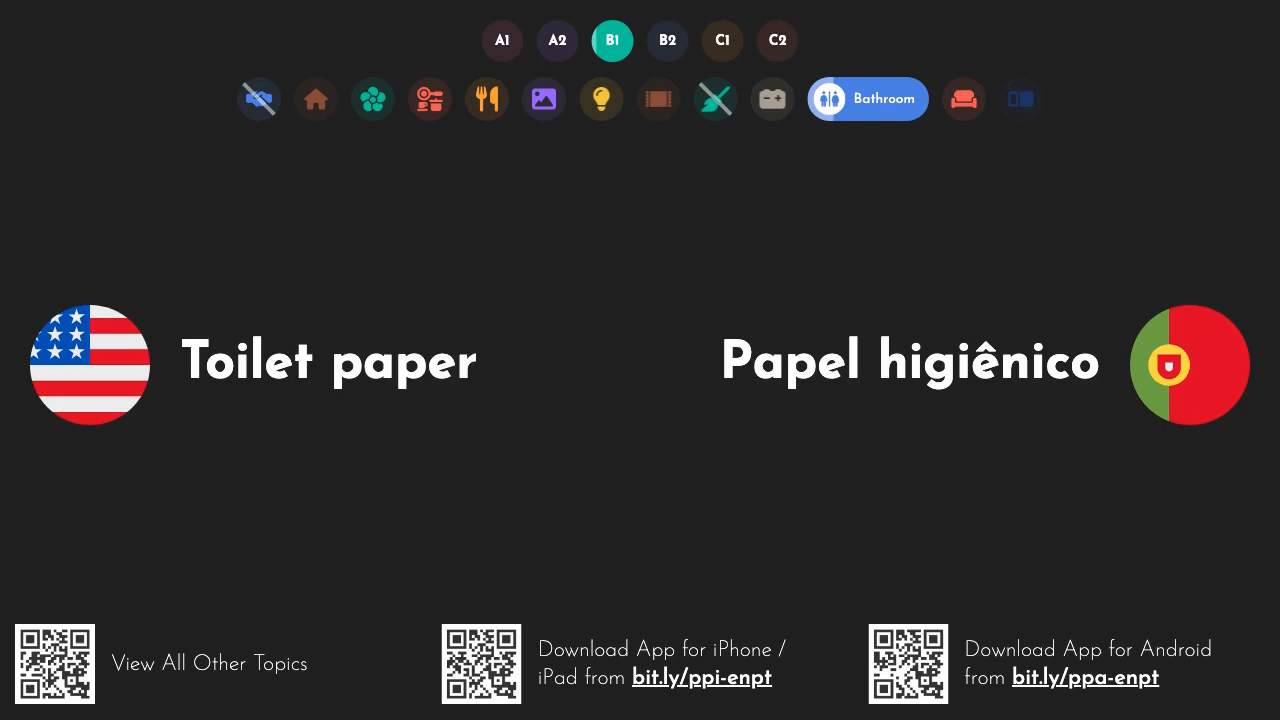 A1 A2 B1 B2 C1 C2
Bathroom
Toilet paper
Papel higiênico
View All Other Topics
Download App for iPhone /
iPad from bit.ly/ppi-enpt
Download App for Android
from bit.ly/ppa-enpt